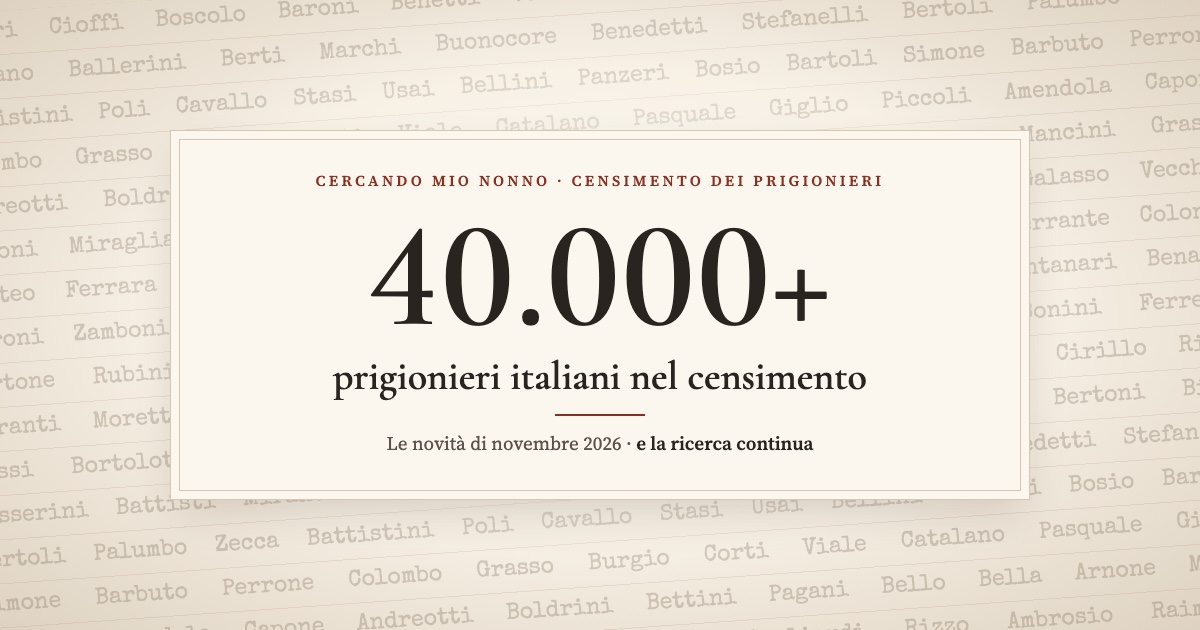 Cioffi Boscolo Baroni Benetti
Ballerini Berti Marchi Buonocore Benedetti Stefanelli Bertoli Palumbo
Poli Cavallo Stasi Usai Bellini Panzeri Bosio Bartoli Simone Barbuto
Viale Catalano Pasquale Giglio Piccoli Amendola
Grasso Mancini
Miraglia
Ferrara
Zamboni
Rubini Cirillo
Bertoni
CERCANDO MIO NONNO · CENSIMENTO DEI PRIGIONIERI
40.000+
prigionieri italiani nel censimento
Le novità di novembre 2026 · e la ricerca continua
Battisti
Palumbo Zecca Battistini Poli Cavallo Stasi Usai Bellini Bosio
Barbuto Perrone Colombo Grasso Burgio Corti Viale Catalano Pasquale
Capone Andreotti Boldrini Bettini Pagani Bello Bella Arnone
Rizzo Ambrosio